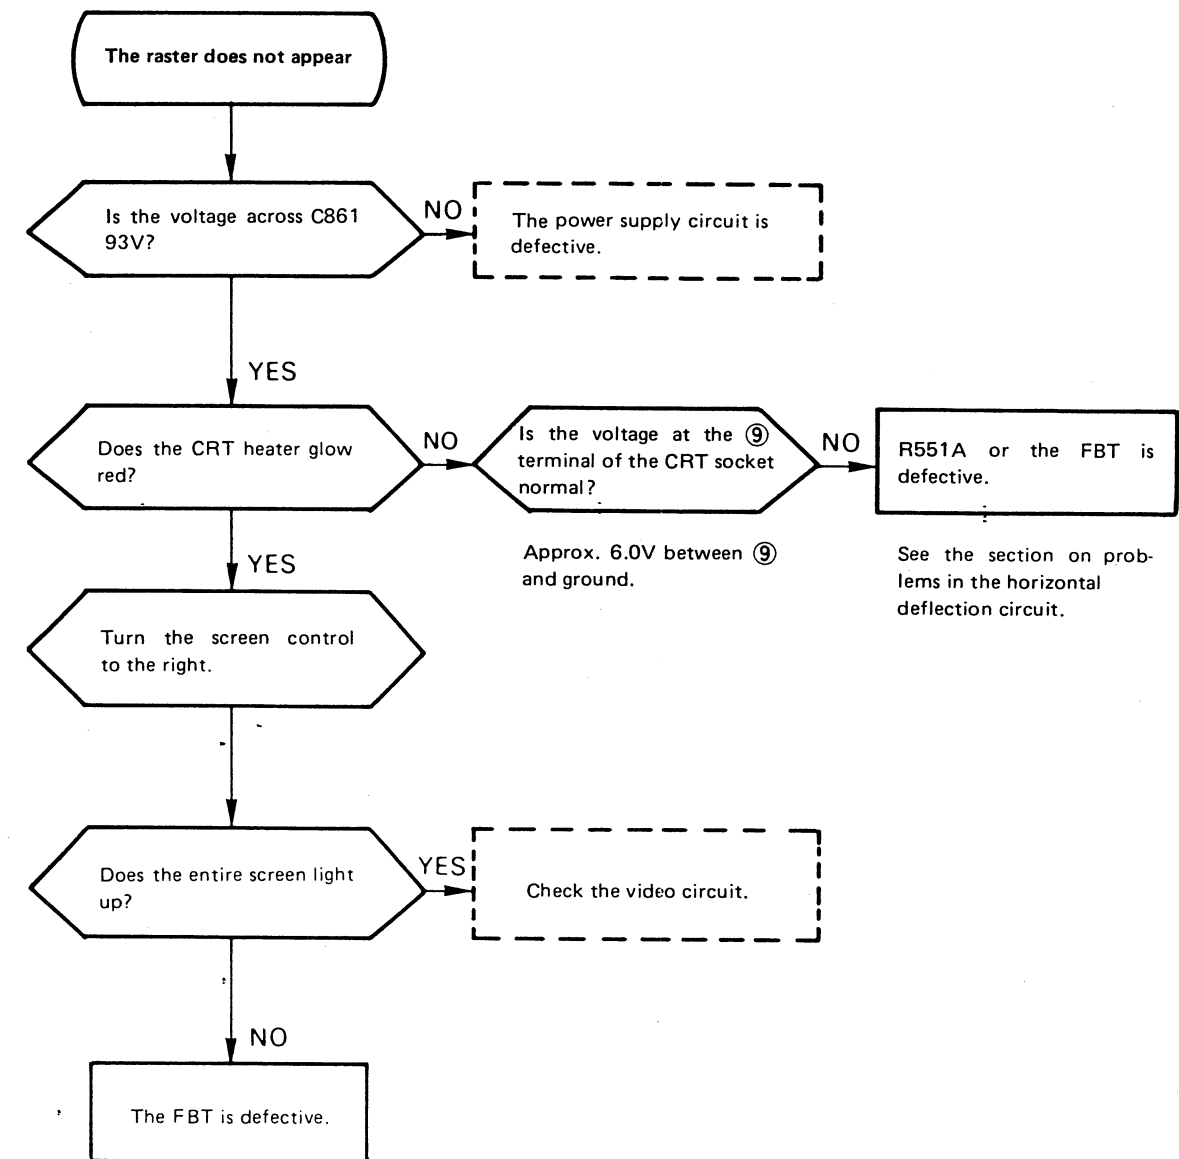 The raster does not appear
Is the voltage across C861
93V?
NO
The power supply circuit is
defective.
YES
Does the CRT heater glow
red?
NO
Is the voltage at the ⑨
terminal of the CRT socket
normal?
NO
R551A or the FBT is
defective.
Approx. 6.0V between ⑨
and ground.
See the section on prob-
lems in the horizontal
deflection circuit.
YES
Turn the screen control
to the right.
Does the entire screen light
up?
YES
Check the video circuit.
NO
The FBT is defective.